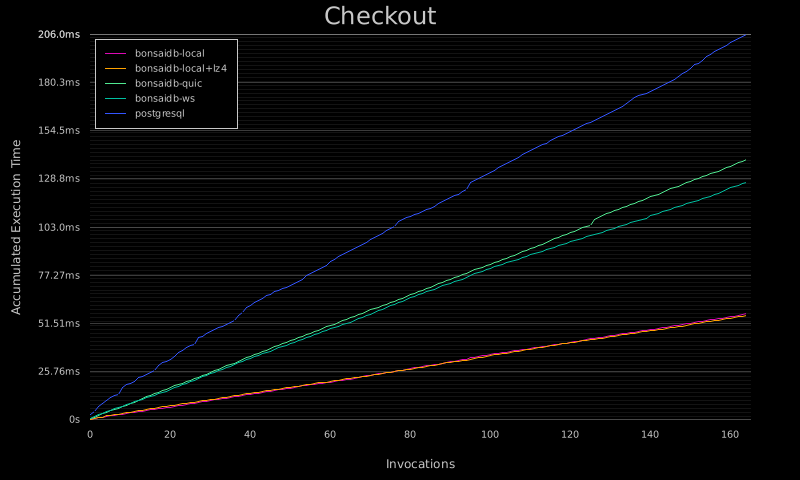 Checkout
206.0ms
180.3ms
154.5ms
128.8ms
103.0ms
77.27ms
51.51ms
25.76ms
0s
bonsaidb-local
bonsaidb-local+lz4
bonsaidb-quic
bonsaidb-ws
postgresql
Accumulated Execution Time
0 20 40 60 80 100 120 140 160
Invocations